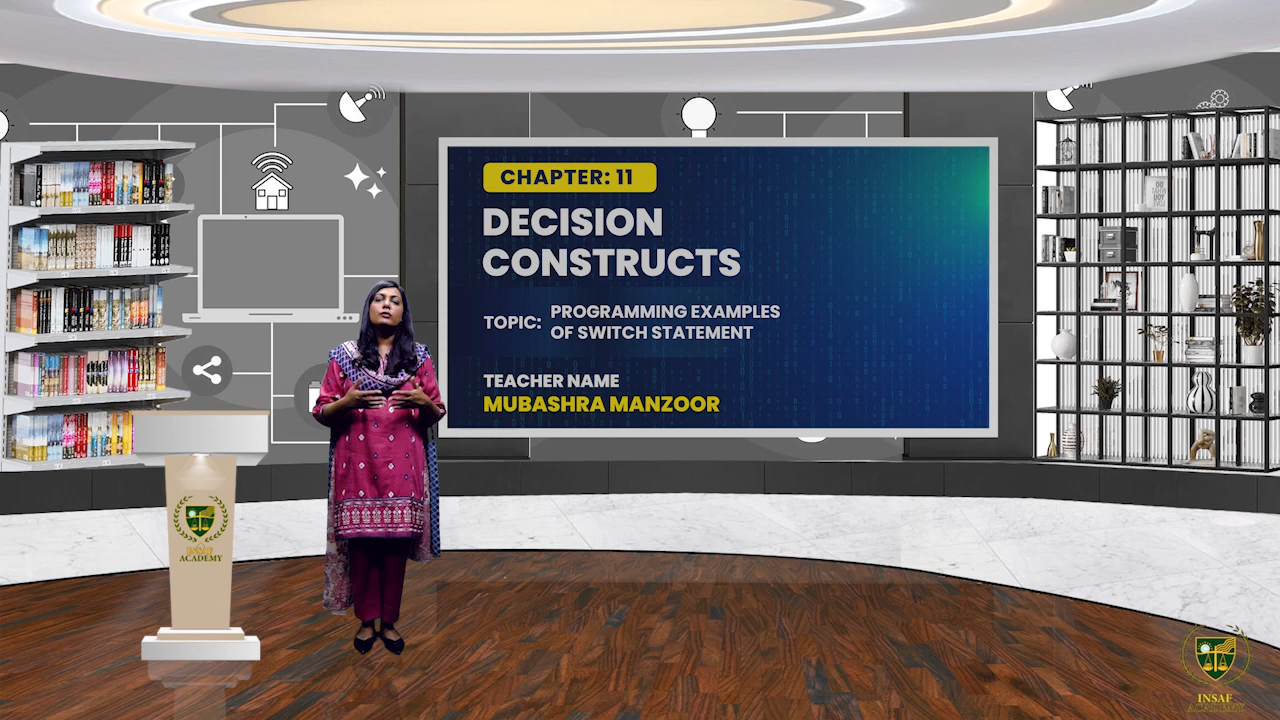 CHAPTER: 11
DECISION
CONSTRUCTS
TOPIC:
PROGRAMMING EXAMPLES
OF SWITCH STATEMENT
TEACHER NAME
MUBASHRA MANZOOR
INSAF
ACADEMY
INSAF
ACADEMY